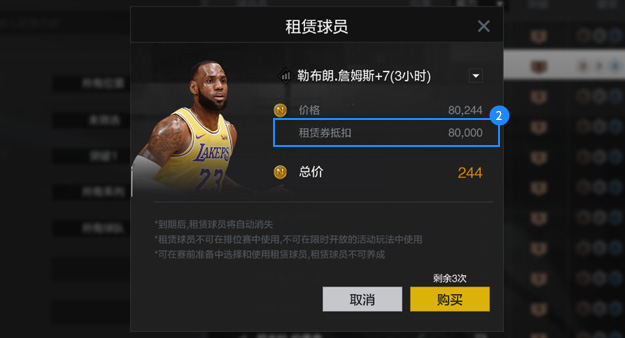 租赁球员
勒布朗.詹姆斯+7(3小时)
价格 80,244
2
租赁券抵扣 80,000
总价 244
LAKERS
23
*到期后,租赁球员将自动消失
*租赁球员不可在排位赛中使用,不可在限时开放的活动玩法中使用
*可在赛前准备中选择和使用租赁球员,租赁球员不可养成
剩余3次
取消 购买